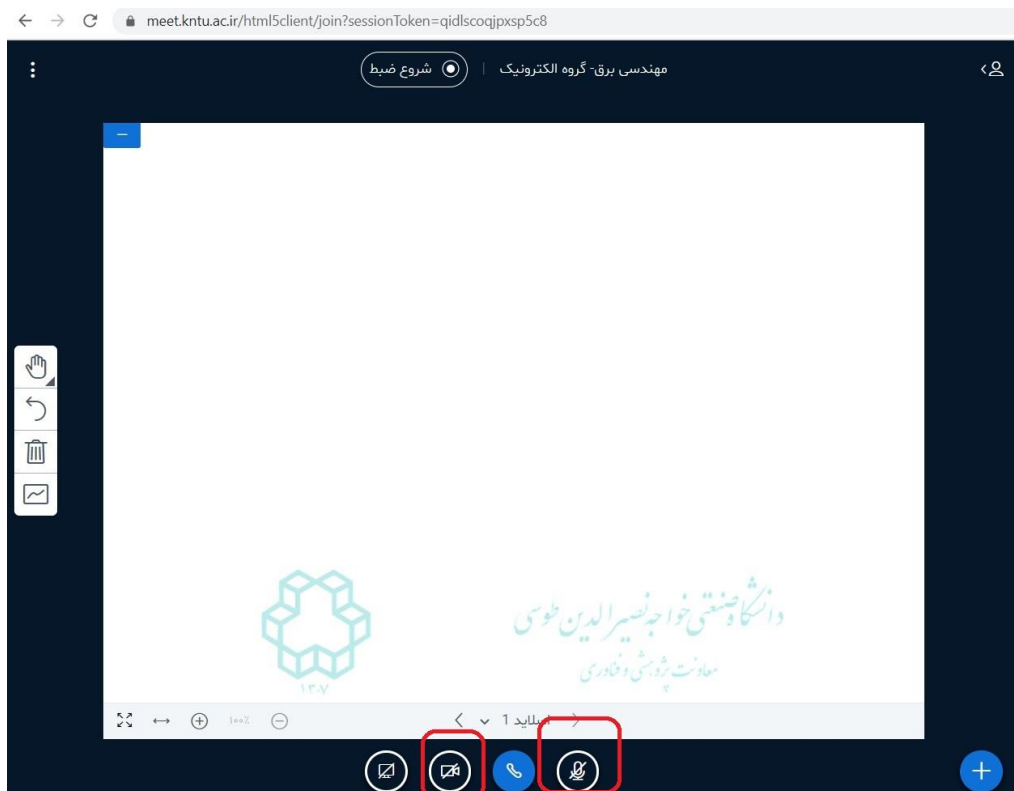 meet.kntu.ac.ir/html5client/join?sessionToken=qidlscoqjpxsp5c8
مهندسی برق- گروه الکترونیک | شروع ضبط
دانشگاه صنعتی خواجه نصیرالدین طوسی
معاونت پژوهشی و فناوری
۱۳۰۷
اسلاید 1
۱۰۰٪